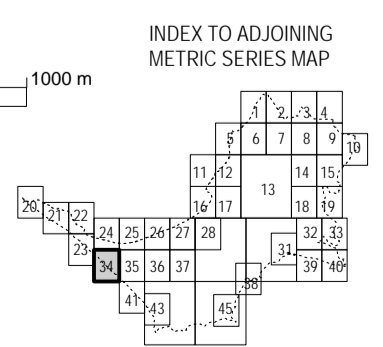 INDEX TO ADJOINING
METRIC SERIES MAP
1000 m
1 2 3 4
5 6 7 8 9 10
11 12 13 14 15
16 17 18 19
20 21 22
24 25 26 27 28 32 33
23 31
34 35 36 37 39 40
38
41 43 45